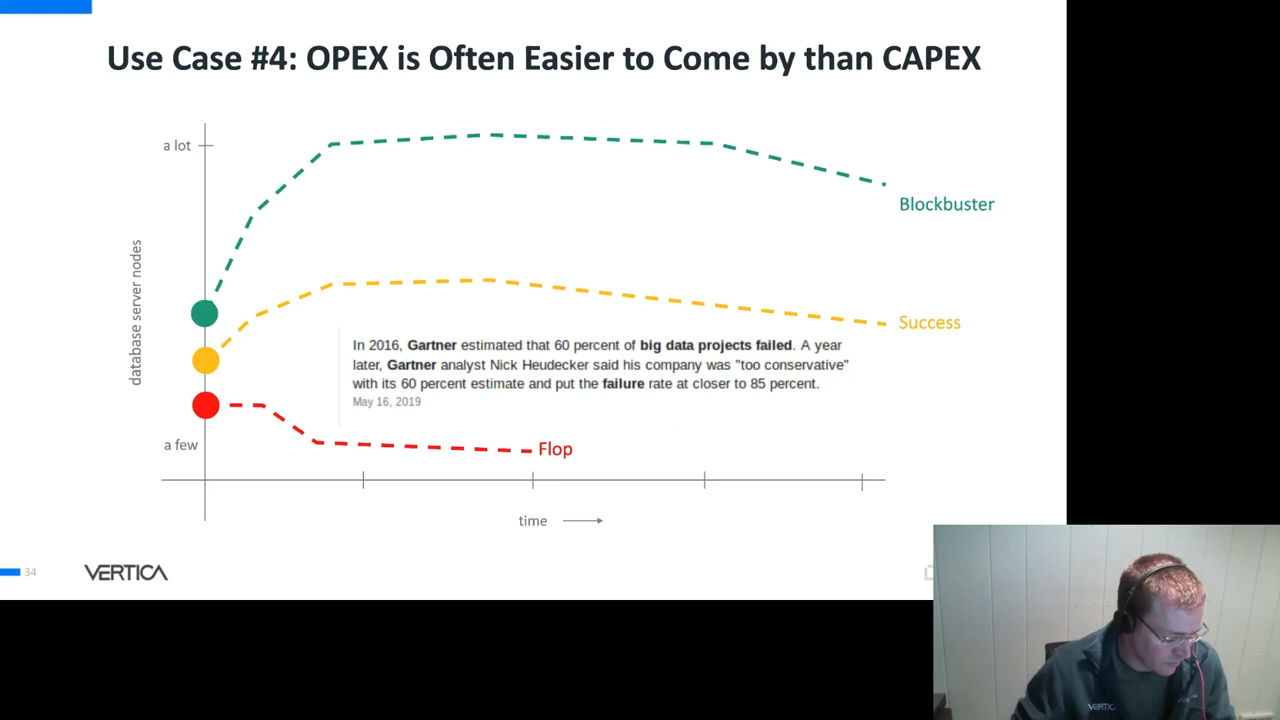 Use Case #4: OPEX is Often Easier to Come by than CAPEX
a lot
Blockbuster
database server nodes
Success
In 2016, Gartner estimated that 60 percent of big data projects failed. A year
later, Gartner analyst Nick Heudecker said his company was "too conservative"
with its 60 percent estimate and put the failure rate at closer to 85 percent.
May 16, 2019
a few
Flop
time
34
VERTICA
VERTICA